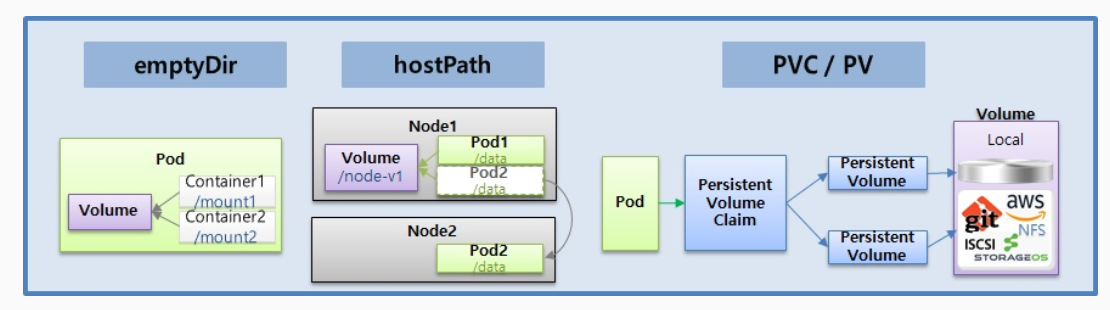 emptyDir
Pod
Volume
Container1
/mount1
Container2
/mount2
hostPath
Node1
Volume
/node-v1
Pod1
/data
Pod2
/data
Node2
Pod2
/data
PVC / PV
Pod
Persistent
Volume
Claim
Persistent
Volume
Persistent
Volume
Volume
Local
git
aws
NFS
ISCSI
STORAGEOS